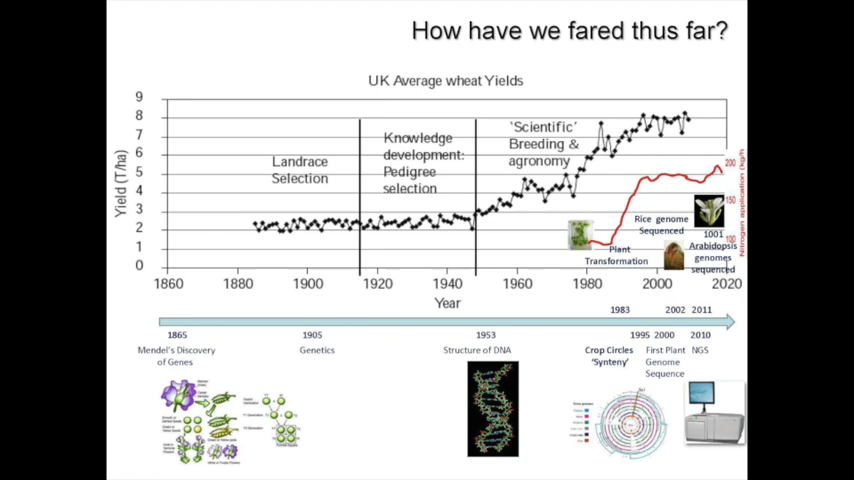 How have we fared thus far?
UK Average wheat Yields
9
8
7
6
5
4
3
2
1
0
Yield (T/ha)
Landrace
Selection
Knowledge
development:
Pedigree
selection
‘Scientific’
Breeding &
agronomy
200
150
100
Nitrogen application (kg/h
Rice genome
Sequenced
Plant
Transformation
1001
Arabidopsis
genomes
sequenced
1860 1880 1900 1920 1940 1960 1980 2000 2020
Year
1983 2002 2011
1865 1905 1953 1995 2000 2010
Mendel's Discovery
of Genes
Genetics
Structure of DNA
Crop Circles
‘Synteny’
First Plant
Genome
Sequence
NGS